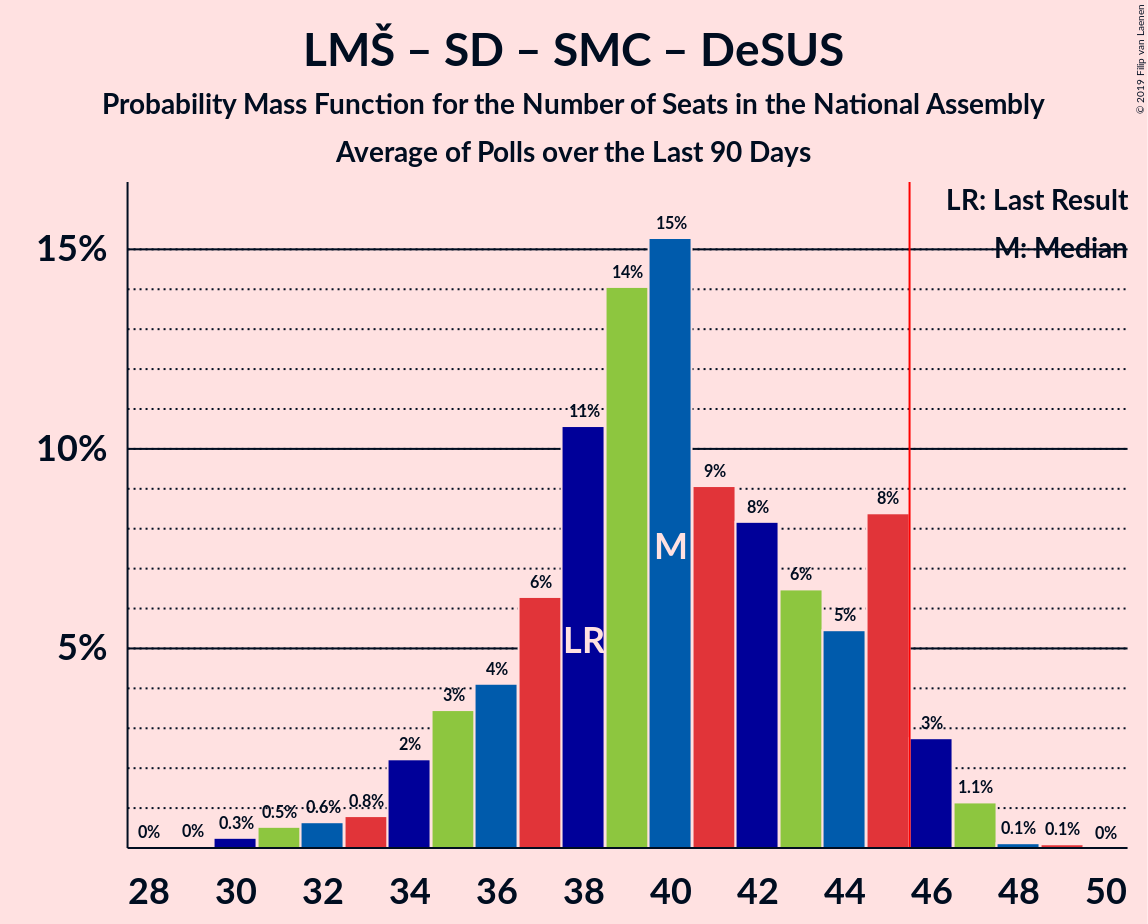 LMŠ – SD – SMC – DeSUS
Probability Mass Function for the Number of Seats in the National Assembly
Average of Polls over the Last 90 Days
© 2019 Filip van Laenen
LR: Last Result
M: Median
15%
10%
5%
0%
0%
0.3%
0.5%
0.6%
0.8%
2%
3%
4%
6%
11%
14%
15%
9%
8%
6%
5%
8%
3%
1.1%
0.1%
0.1%
0%
LR
M
28 30 32 34 36 38 40 42 44 46 48 50